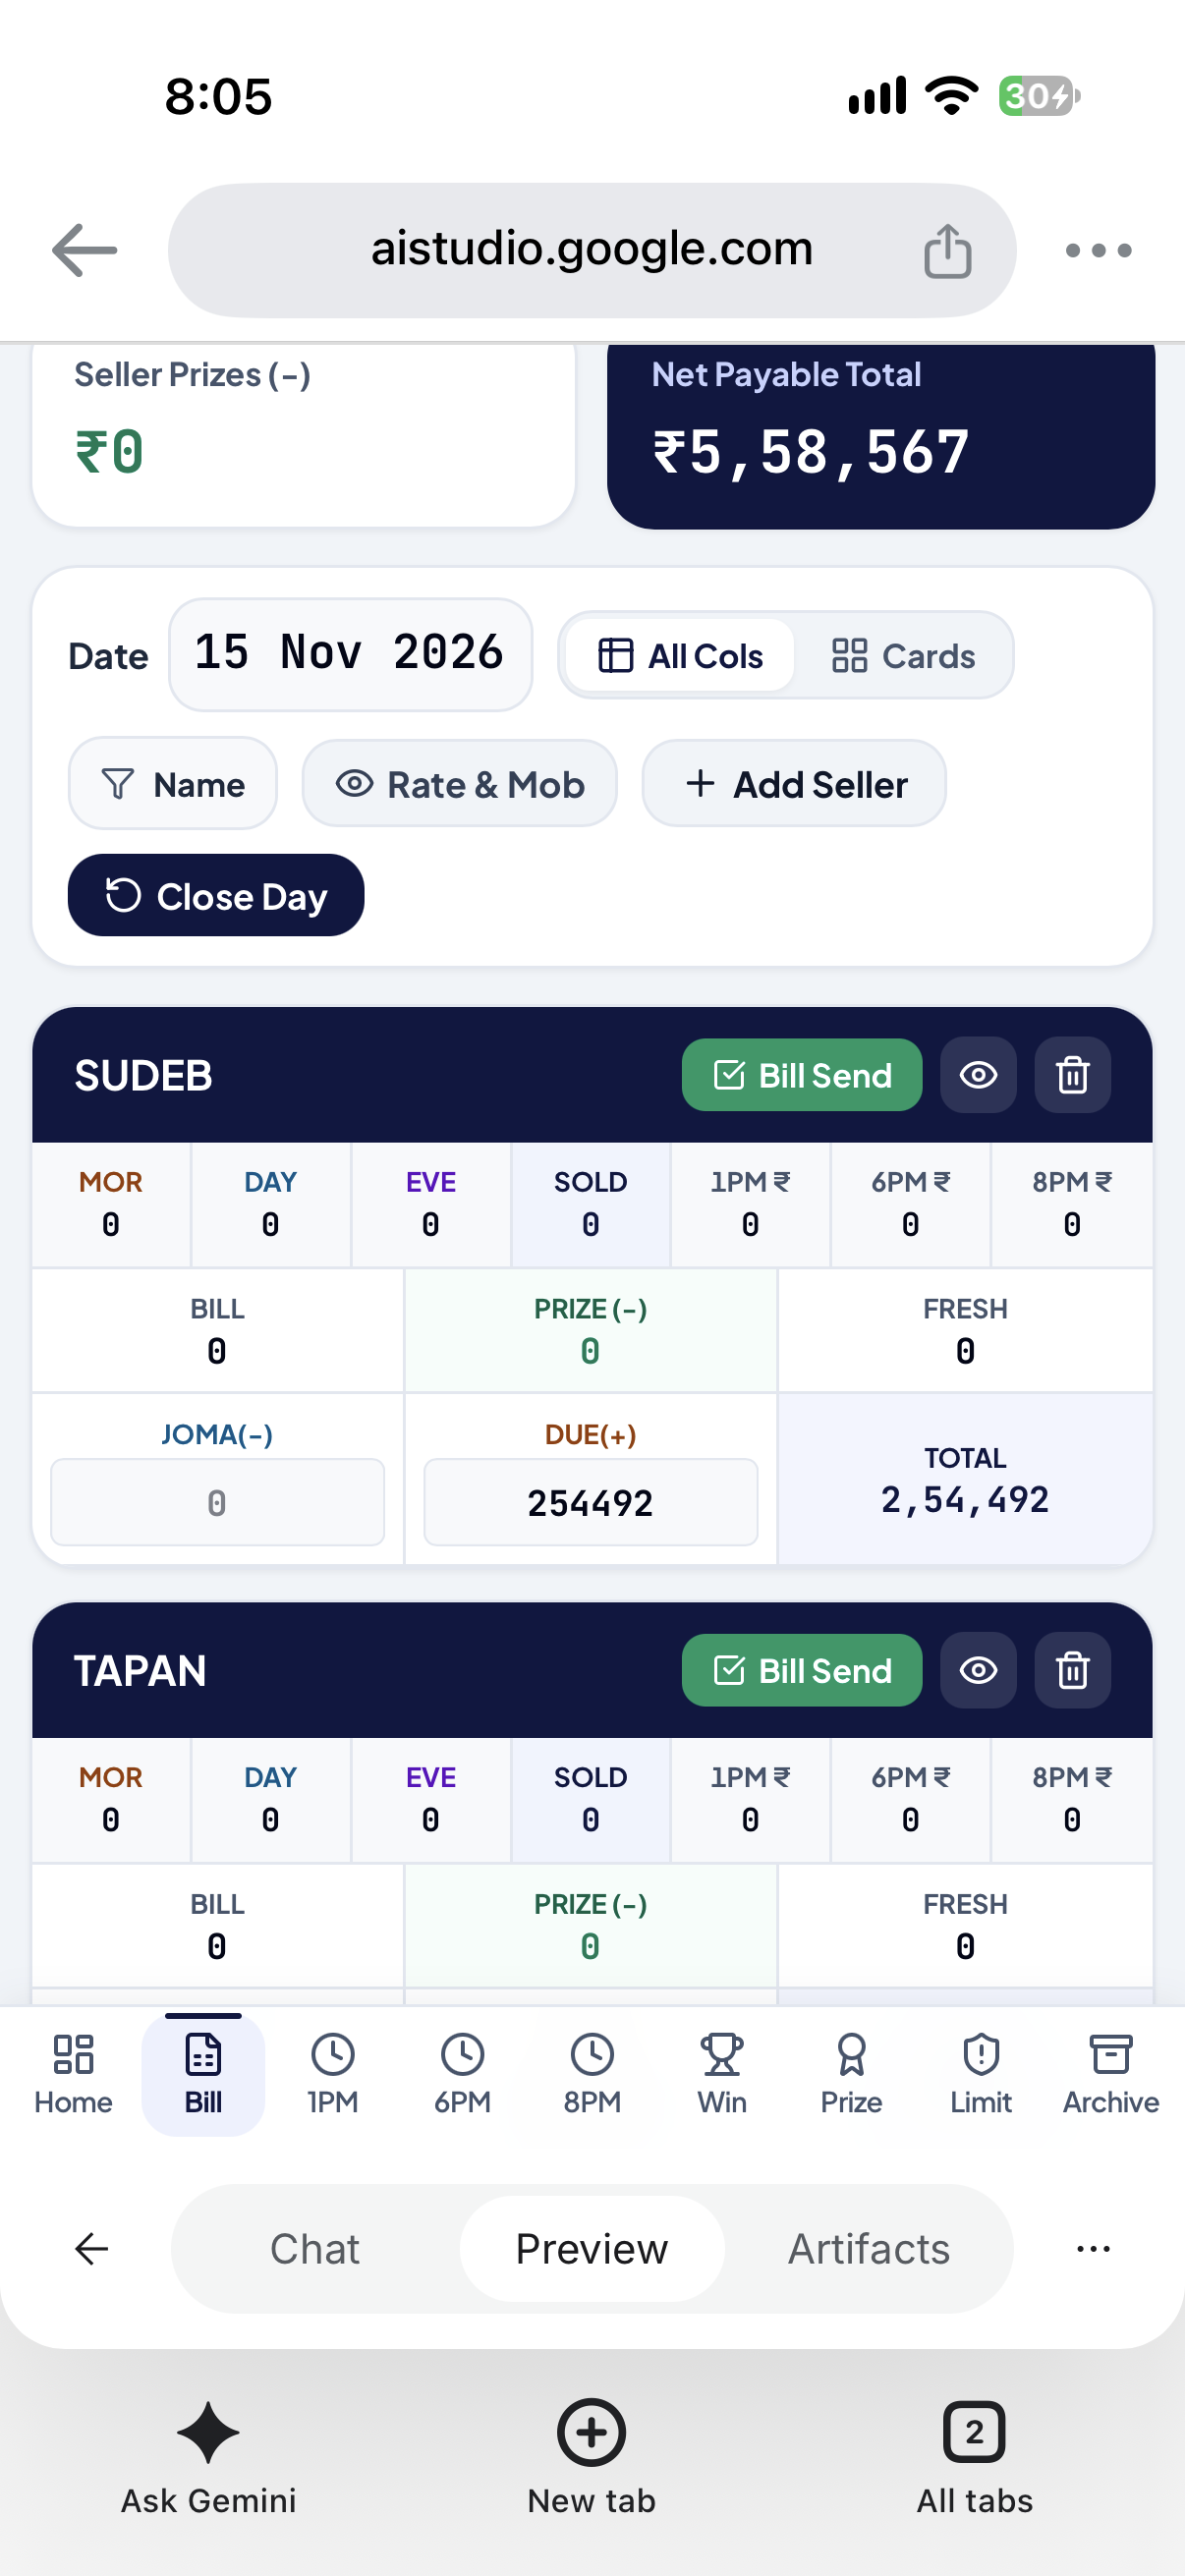 8:05
30
aistudio.google.com
Seller Prizes (-)
₹0
Net Payable Total
₹5,58,567
Date
15 Nov 2026
All Cols
Cards
Name
Rate & Mob
Add Seller
Close Day
SUDEB
Bill Send
MOR DAY EVE SOLD 1PM ₹ 6PM ₹ 8PM ₹
0 0 0 0 0 0 0
BILL PRIZE (-) FRESH
0 0 0
JOMA(-) DUE(+) TOTAL
0 254492 2,54,492
TAPAN
Bill Send
MOR DAY EVE SOLD 1PM ₹ 6PM ₹ 8PM ₹
0 0 0 0 0 0 0
BILL PRIZE (-) FRESH
0 0 0
Home Bill 1PM 6PM 8PM Win Prize Limit Archive
Chat Preview Artifacts
2
Ask Gemini New tab All tabs